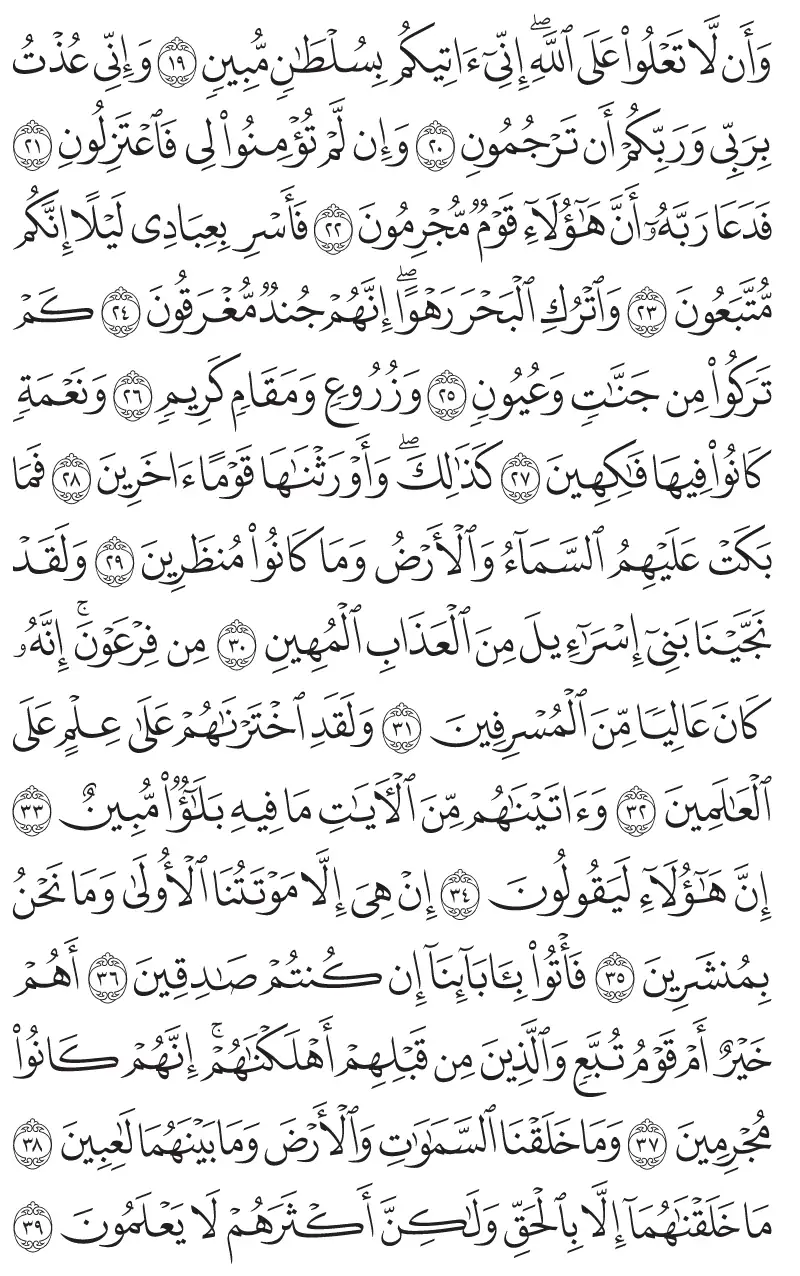 وَأَن لَّا تَعْلُوا۟ عَلَى ٱللَّهِ ۖ إِنِّىٓ ءَاتِيكُم بِسُلْطَـٰنٍ مُّبِينٍ ١٩ وَإِنِّى عُذْتُ
بِرَبِّى وَرَبِّكُمْ أَن تَرْجُمُونِ ٢٠ وَإِن لَّمْ تُؤْمِنُوا۟ لِى فَٱعْتَزِلُونِ ٢١
فَدَعَا رَبَّهُۥٓ أَنَّ هَـٰٓؤُلَآءِ قَوْمٌ مُّجْرِمُونَ ٢٢ فَأَسْرِ بِعِبَادِى لَيْلًا إِنَّكُم
مُّتَّبَعُونَ ٢٣ وَٱتْرُكِ ٱلْبَحْرَ رَهْوًا ۖ إِنَّهُمْ جُندٌ مُّغْرَقُونَ ٢٤ كَمْ
تَرَكُوا۟ مِن جَنَّـٰتٍ وَعُيُونٍ ٢٥ وَزُرُوعٍ وَمَقَامٍ كَرِيمٍ ٢٦ وَنَعْمَةٍ
كَانُوا۟ فِيهَا فَـٰكِهِينَ ٢٧ كَذَٰلِكَ ۖ وَأَوْرَثْنَـٰهَا قَوْمًا ءَاخَرِينَ ٢٨ فَمَا
بَكَتْ عَلَيْهِمُ ٱلسَّمَآءُ وَٱلْأَرْضُ وَمَا كَانُوا۟ مُنظَرِينَ ٢٩ وَلَقَدْ
نَجَّيْنَا بَنِىٓ إِسْرَٰٓءِيلَ مِنَ ٱلْعَذَابِ ٱلْمُهِينِ ٣٠ مِن فِرْعَوْنَ ۚ إِنَّهُۥ
كَانَ عَالِيًا مِّنَ ٱلْمُسْرِفِينَ ٣١ وَلَقَدِ ٱخْتَرْنَـٰهُمْ عَلَىٰ عِلْمٍ عَلَى
ٱلْعَـٰلَمِينَ ٣٢ وَءَاتَيْنَـٰهُم مِّنَ ٱلْـَٔايَـٰتِ مَا فِيهِ بَلَـٰٓؤٌا۟ مُّبِينٌ ٣٣
إِنَّ هَـٰٓؤُلَآءِ لَيَقُولُونَ ٣٤ إِنْ هِىَ إِلَّا مَوْتَتُنَا ٱلْأُولَىٰ وَمَا نَحْنُ
بِمُنشَرِينَ ٣٥ فَأْتُوا۟ بِـَٔابَآئِنَآ إِن كُنتُمْ صَـٰدِقِينَ ٣٦ أَهُمْ
خَيْرٌ أَمْ قَوْمُ تُبَّعٍ وَٱلَّذِينَ مِن قَبْلِهِمْ أَهْلَكْنَـٰهُمْ ۚ إِنَّهُمْ كَانُوا۟
مُجْرِمِينَ ٣٧ وَمَا خَلَقْنَا ٱلسَّمَـٰوَٰتِ وَٱلْأَرْضَ وَمَا بَيْنَهُمَا لَـٰعِبِينَ ٣٨
مَا خَلَقْنَـٰهُمَآ إِلَّا بِٱلْحَقِّ وَلَـٰكِنَّ أَكْثَرَهُمْ لَا يَعْلَمُونَ ٣٩